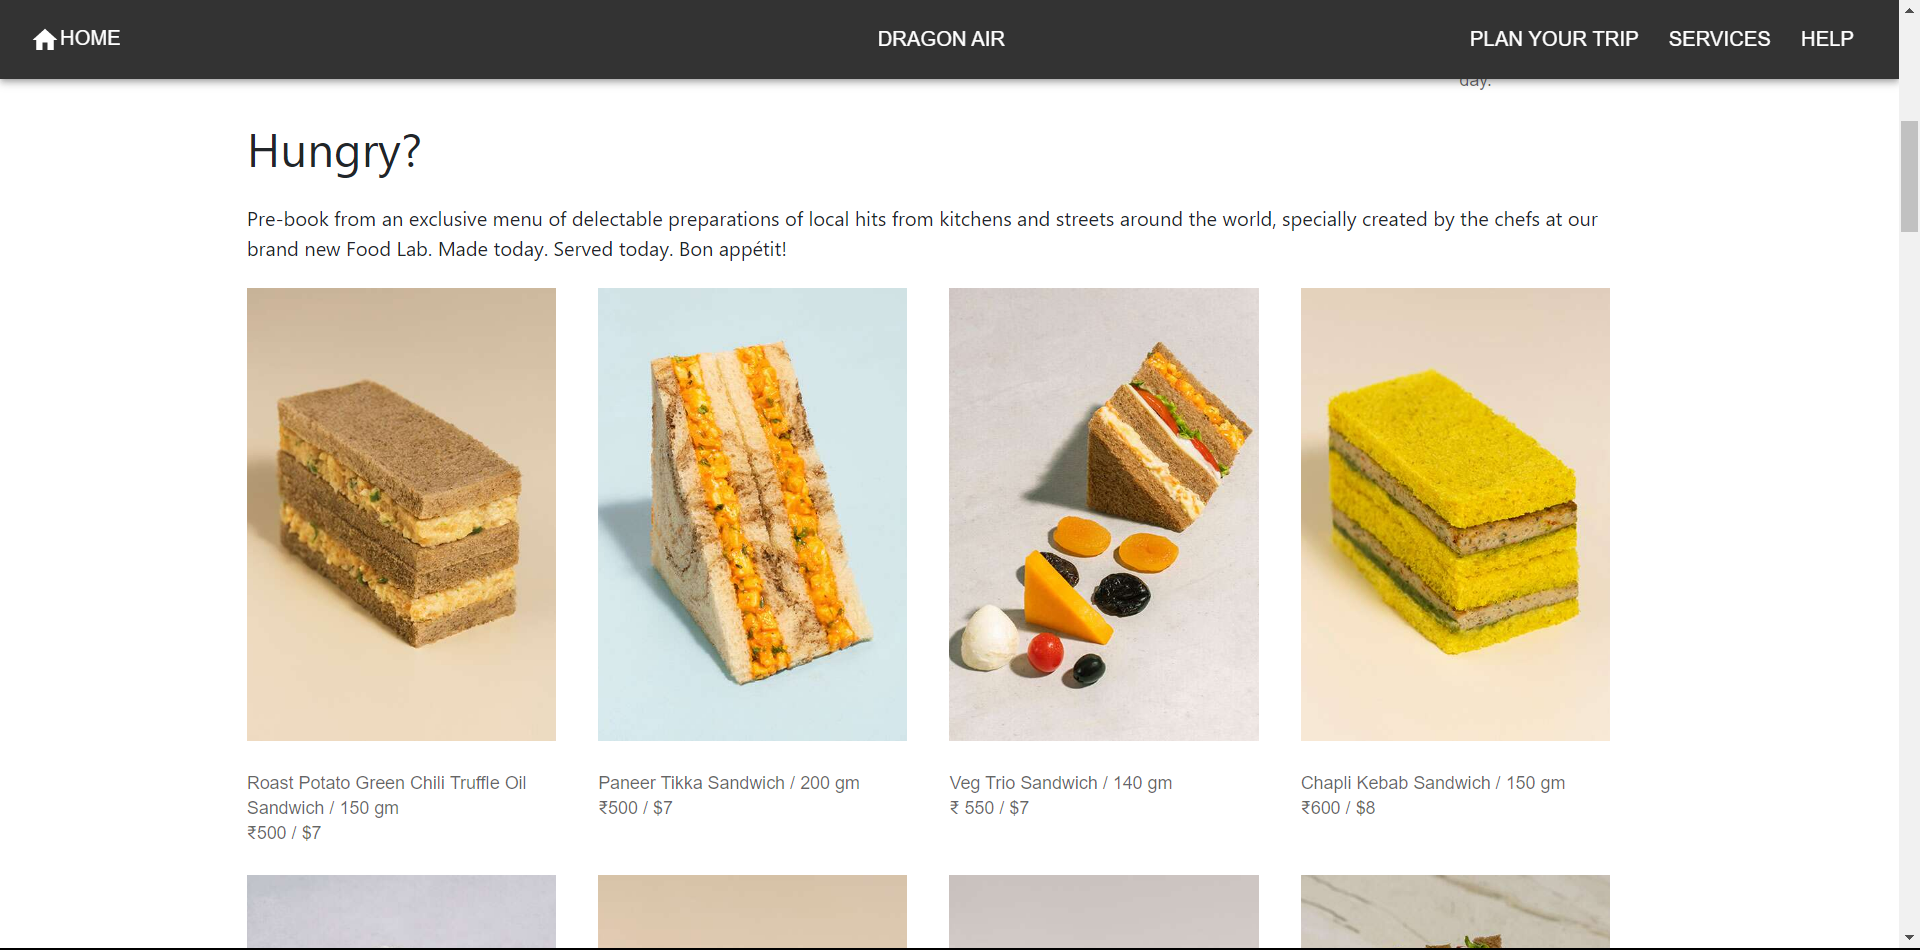 HOME
DRAGON AIR
PLAN YOUR TRIP
SERVICES
HELP
day.
Hungry?
Pre-book from an exclusive menu of delectable preparations of local hits from kitchens and streets around the world, specially created by the chefs at our
brand new Food Lab. Made today. Served today. Bon appétit!
Roast Potato Green Chili Truffle Oil
Sandwich / 150 gm
₹500 / $7
Paneer Tikka Sandwich / 200 gm
₹500 / $7
Veg Trio Sandwich / 140 gm
₹ 550 / $7
Chapli Kebab Sandwich / 150 gm
₹600 / $8